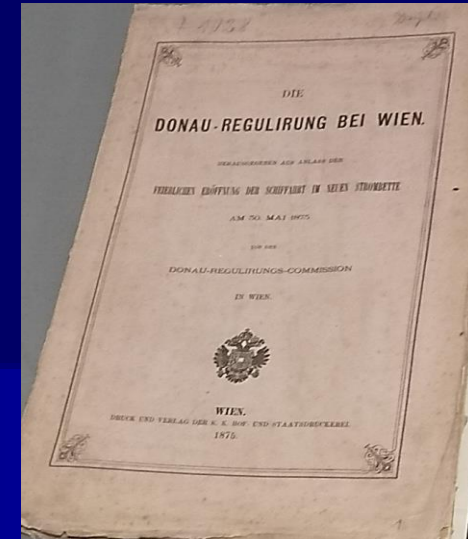 DIE
DONAU-REGULIRUNG BEI WIEN.
HERAUSGEGEBEN AUS ANLASS DER
FEIERLICHEN ERÖFFNUNG DER SCHIFFAHRT IM NEUEN STROMBETTE
AM 30. MAI 1875
VON DER
DONAU-REGULIRUNGS-COMMISSION
IN WIEN.
WIEN.
DRUCK UND VERLAG DER K. K. HOF- UND STAATSDRUCKEREI.
1875.